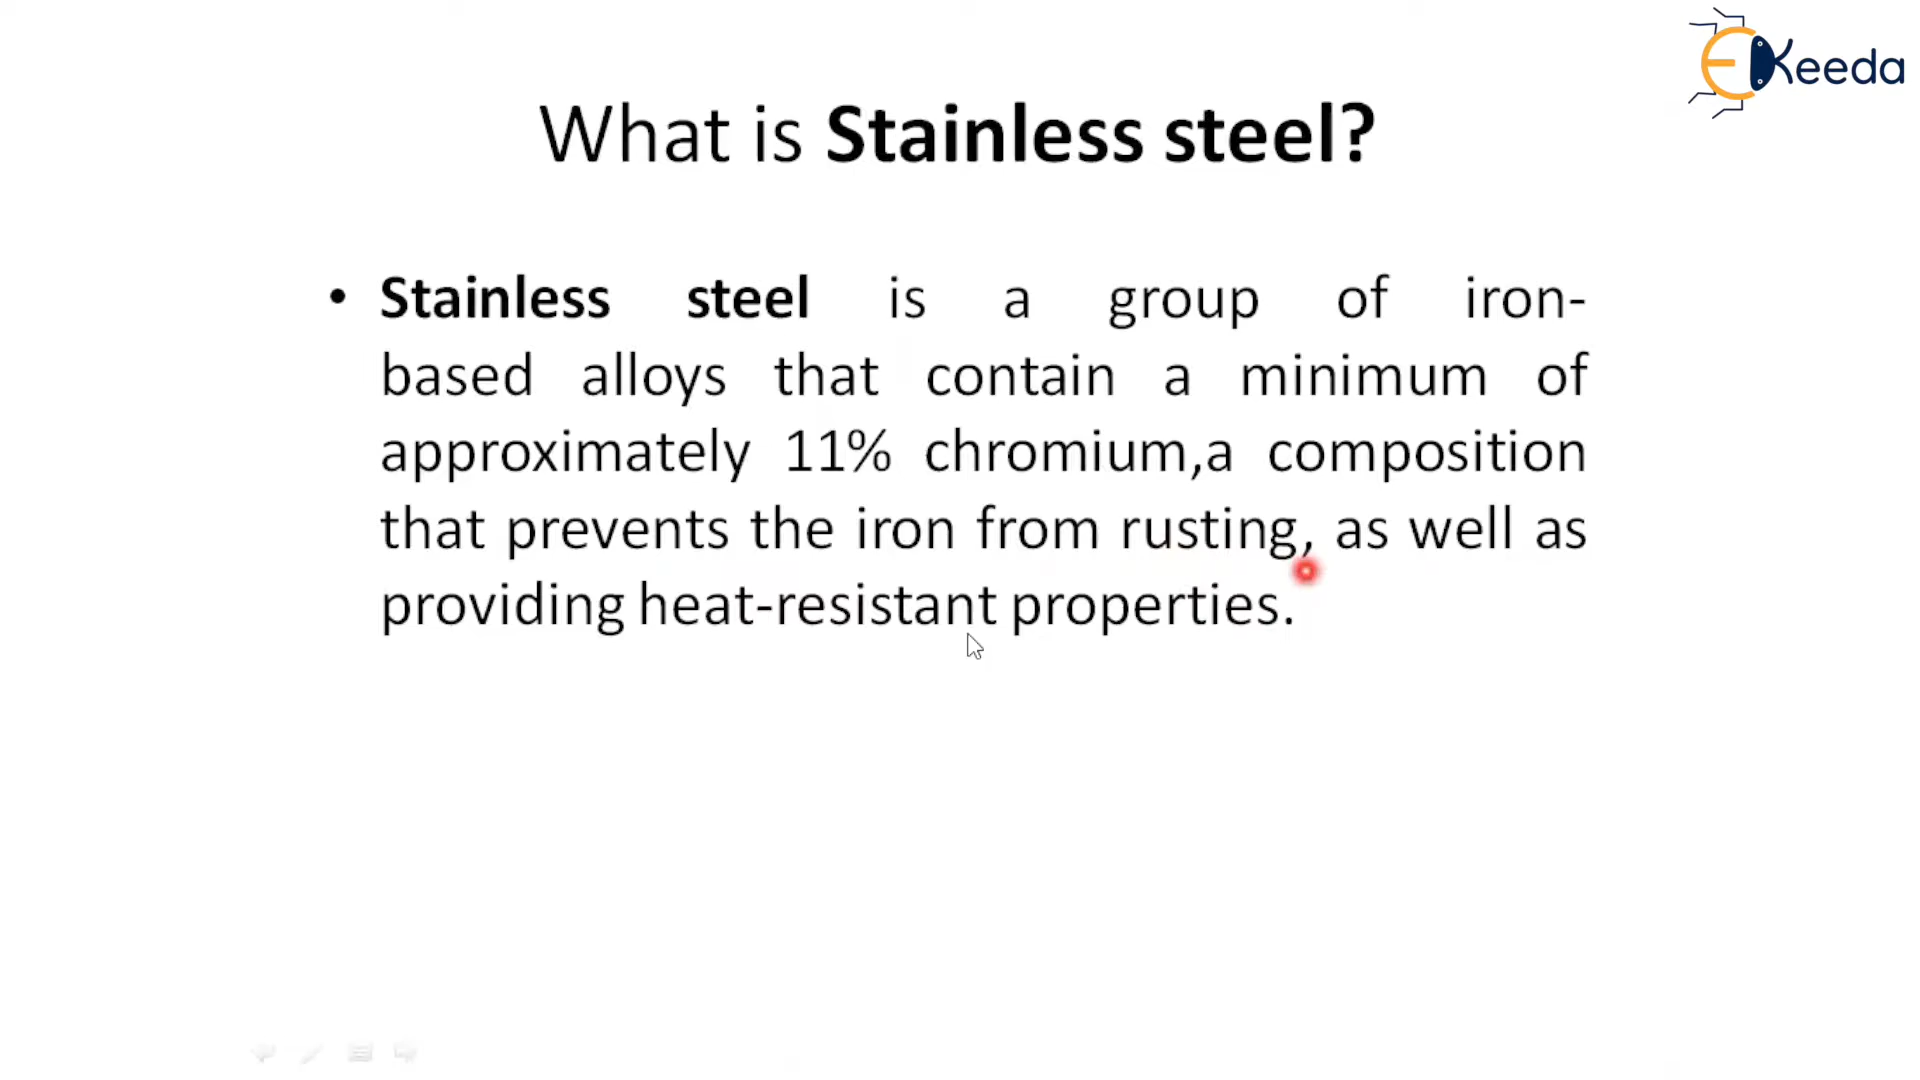 EKeeda
What is Stainless steel?
• Stainless steel is a group of iron-
based alloys that contain a minimum of
approximately 11% chromium,a composition
that prevents the iron from rusting, as well as
providing heat-resistant properties.